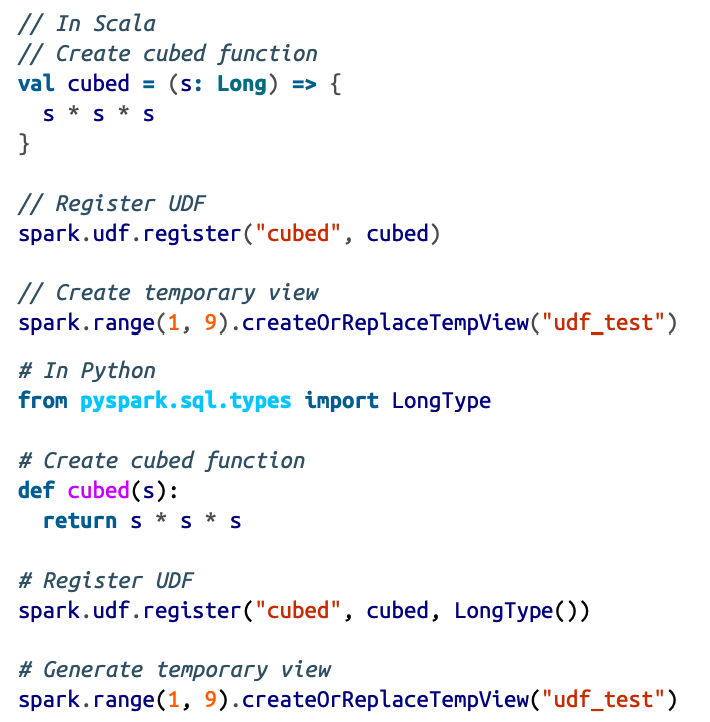 // In Scala
// Create cubed function
val cubed = (s: Long) => {
  s * s * s
}
// Register UDF
spark.udf.register("cubed", cubed)
// Create temporary view
spark.range(1, 9).createOrReplaceTempView("udf_test")
# In Python
from pyspark.sql.types import LongType
# Create cubed function
def cubed(s):
  return s * s * s
# Register UDF
spark.udf.register("cubed", cubed, LongType())
# Generate temporary view
spark.range(1, 9).createOrReplaceTempView("udf_test")